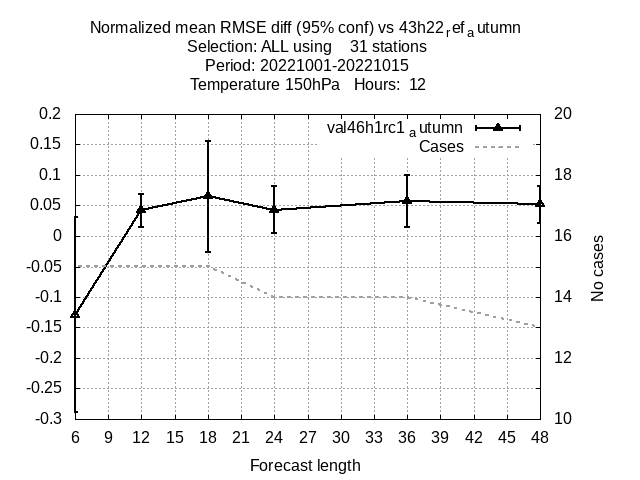 Normalized mean RMSE diff (95% conf) vs 43h22refautumn
Selection: ALL using 31 stations
Period: 20221001-20221015
Temperature 150hPa Hours: 12
val46h1rc1autumn
Cases
0.2
0.15
0.1
0.05
0
-0.05
-0.1
-0.15
-0.2
-0.25
-0.3
20
18
16
14
12
10
No cases
6 9 12 15 18 21 24 27 30 33 36 39 42 45 48
Forecast length